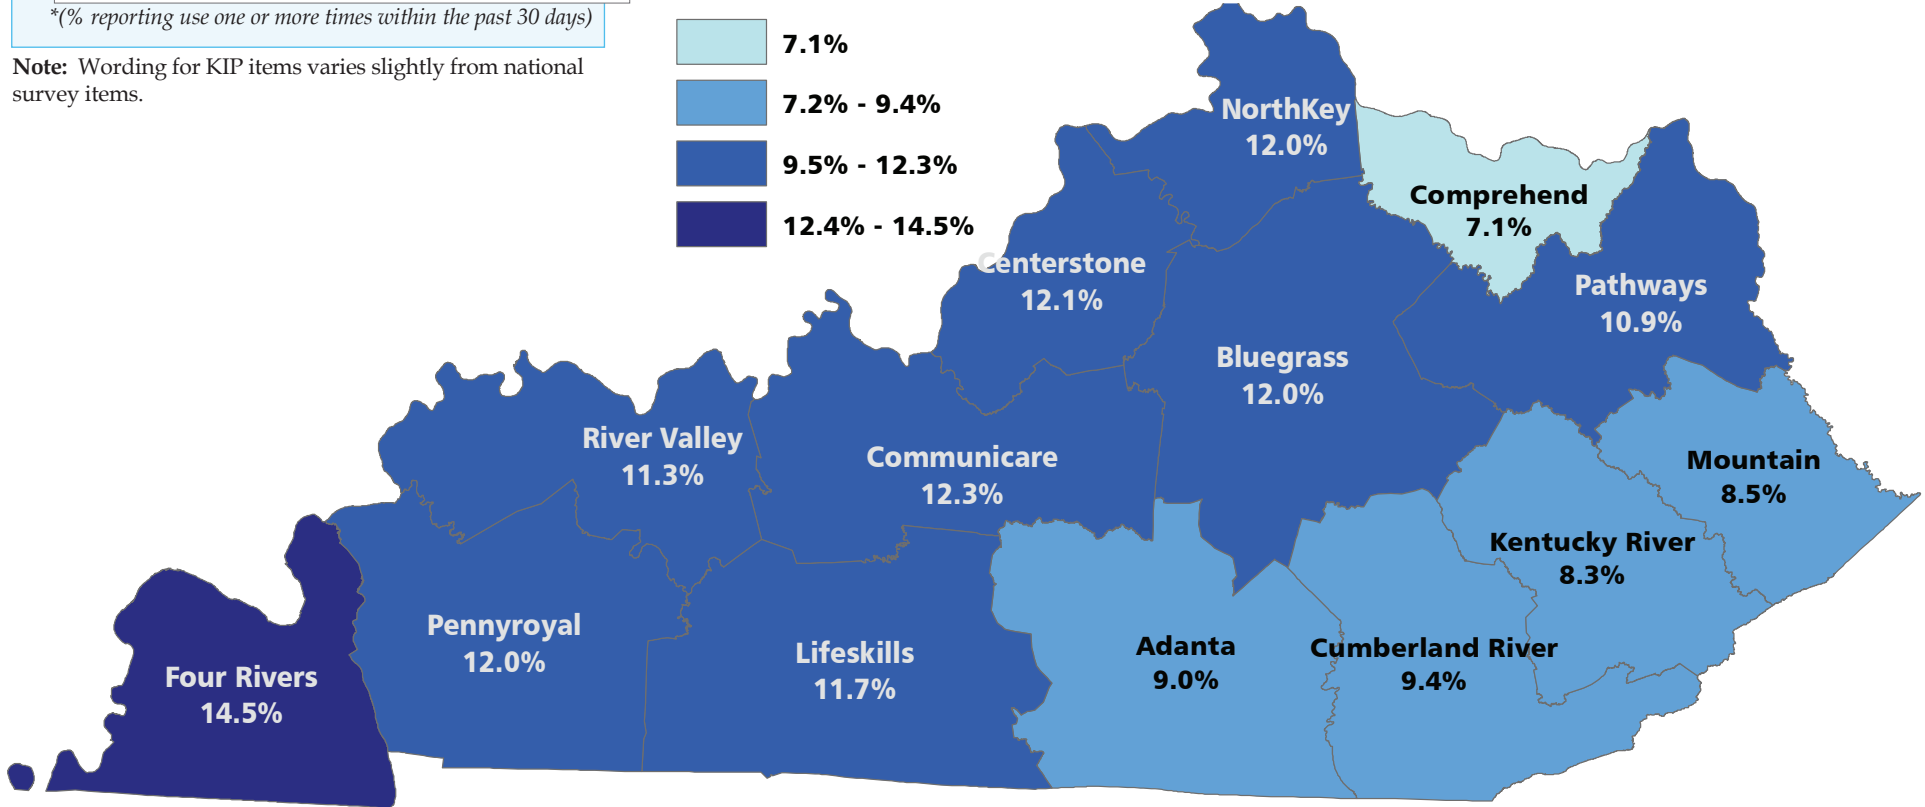 *(% reporting use one or more times within the past 30 days)
Note: Wording for KIP items varies slightly from national
survey items.
7.1%
7.2% - 9.4%
9.5% - 12.3%
12.4% - 14.5%
NorthKey
12.0%
Comprehend
7.1%
Centerstone
12.1%
Pathways
10.9%
Bluegrass
12.0%
River Valley
11.3%
Communicare
12.3%
Mountain
8.5%
Kentucky River
8.3%
Pennyroyal
12.0%
Lifeskills
11.7%
Adanta
9.0%
Cumberland River
9.4%
Four Rivers
14.5%